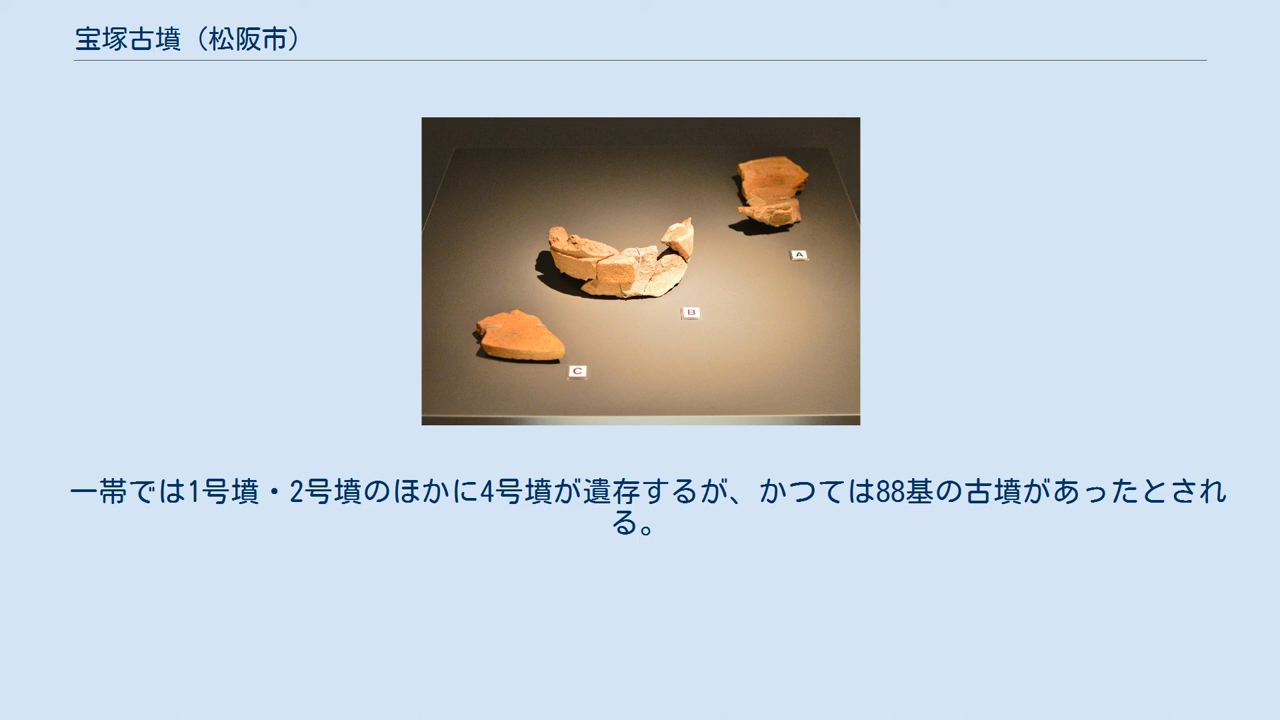 宝塚古墳（松阪市）
A
B
C
一帯では1号墳・2号墳のほかに4号墳が遺存するが、かつては88基の古墳があったとされ
る。